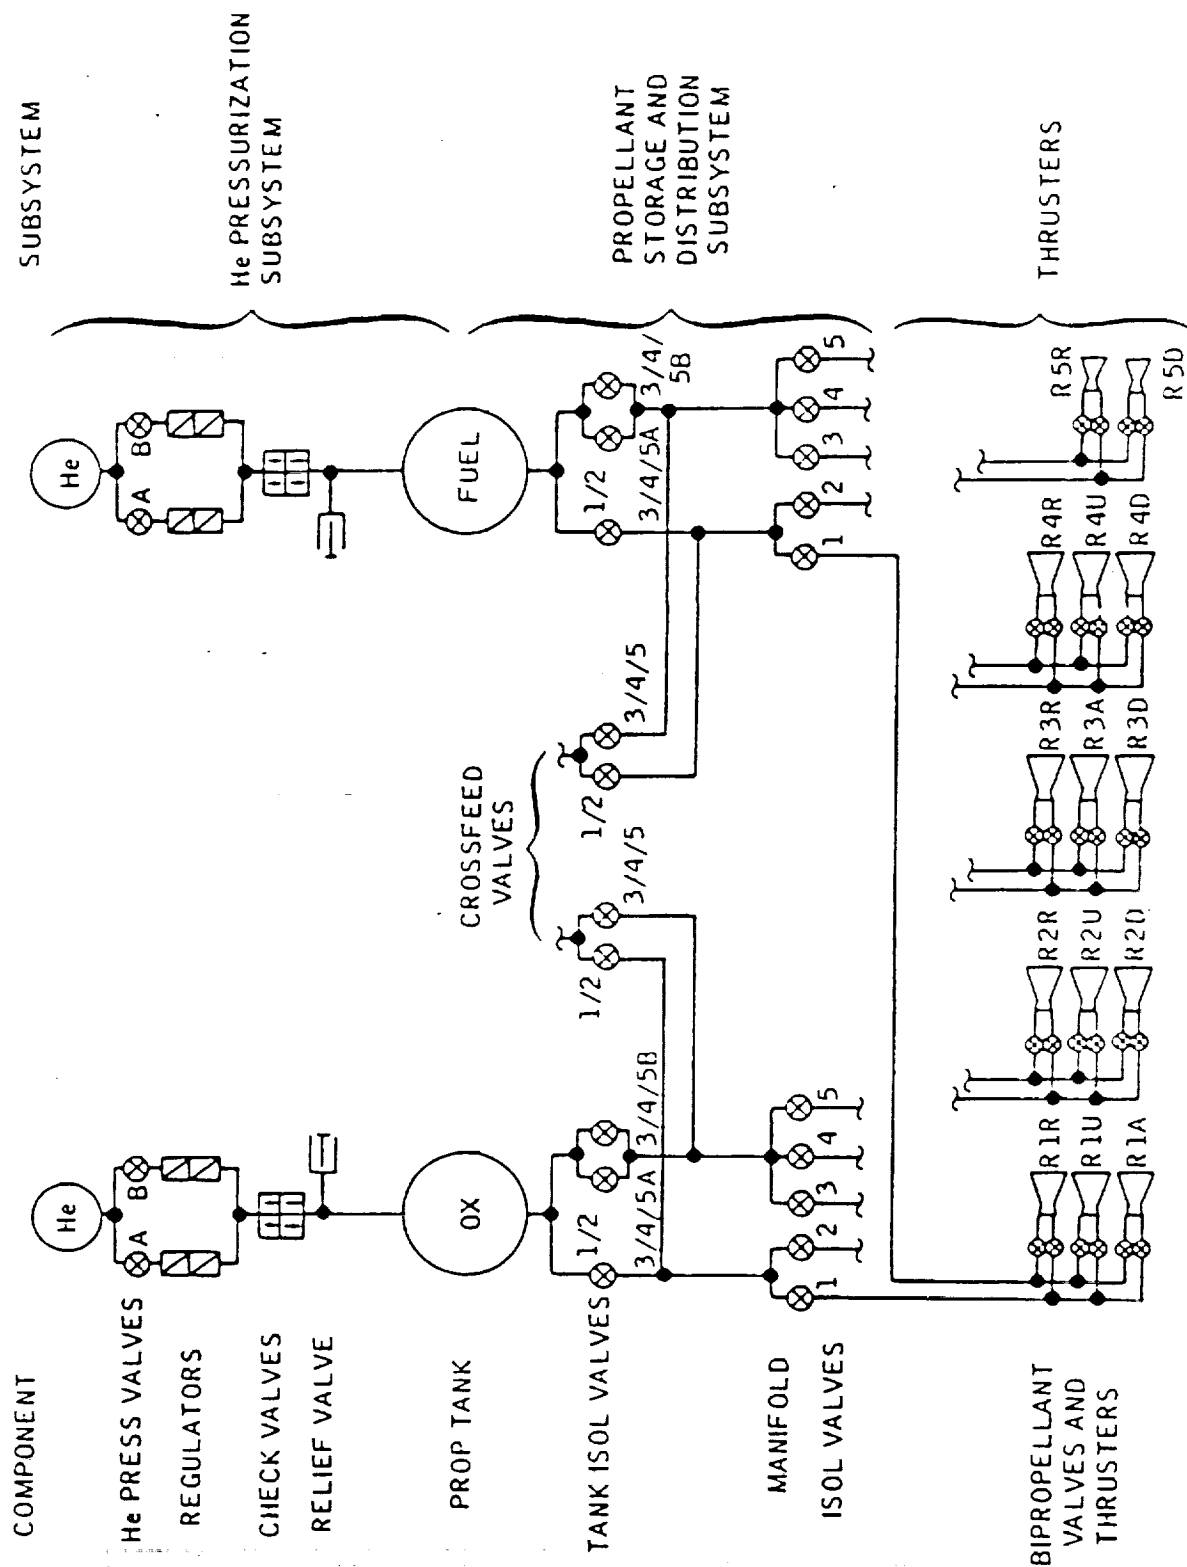 COMPONENT
SUBSYSTEM
He
He
A
B
A
B
He PRESS VALVES
REGULATORS
CHECK VALVES
RELIEF VALVE
He PRESSURIZATION
SUBSYSTEM
PROP TANK
OX
FUEL
CROSSFEED
VALVES
TANK ISOL VALVES
1/2
3/4/5A
3/4/5B
1/2
3/4/5
1/2
3/4/5
1/2
3/4/5A
3/4/
5B
PROPELLANT
STORAGE AND
DISTRIBUTION
SUBSYSTEM
MANIFOLD
ISOL VALVES
1
2
3
4
5
1
2
3
4
5
BIPROPELLANT
VALVES AND
THRUSTERS
R1R
R1U
R1A
R2R
R2U
R2D
R3R
R3A
R3D
R4R
R4U
R4D
R5R
R5D
THRUSTERS